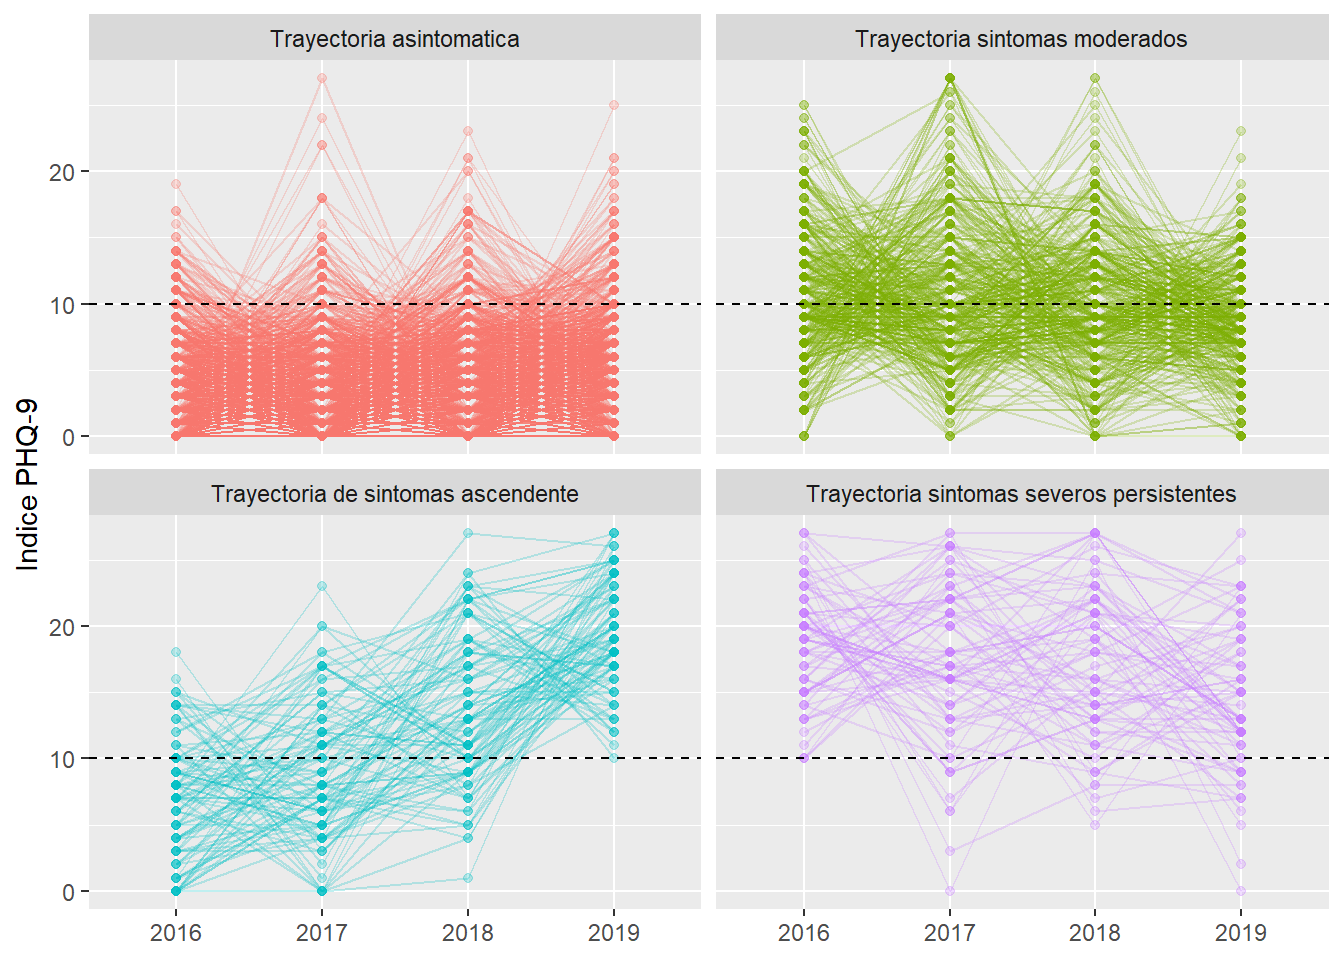 Trayectoria asintomatica
Trayectoria sintomas moderados
20
10
0
Indice PHQ-9
Trayectoria de sintomas ascendente
Trayectoria sintomas severos persistentes
20
10
0
2016 2017 2018 2019
2016 2017 2018 2019